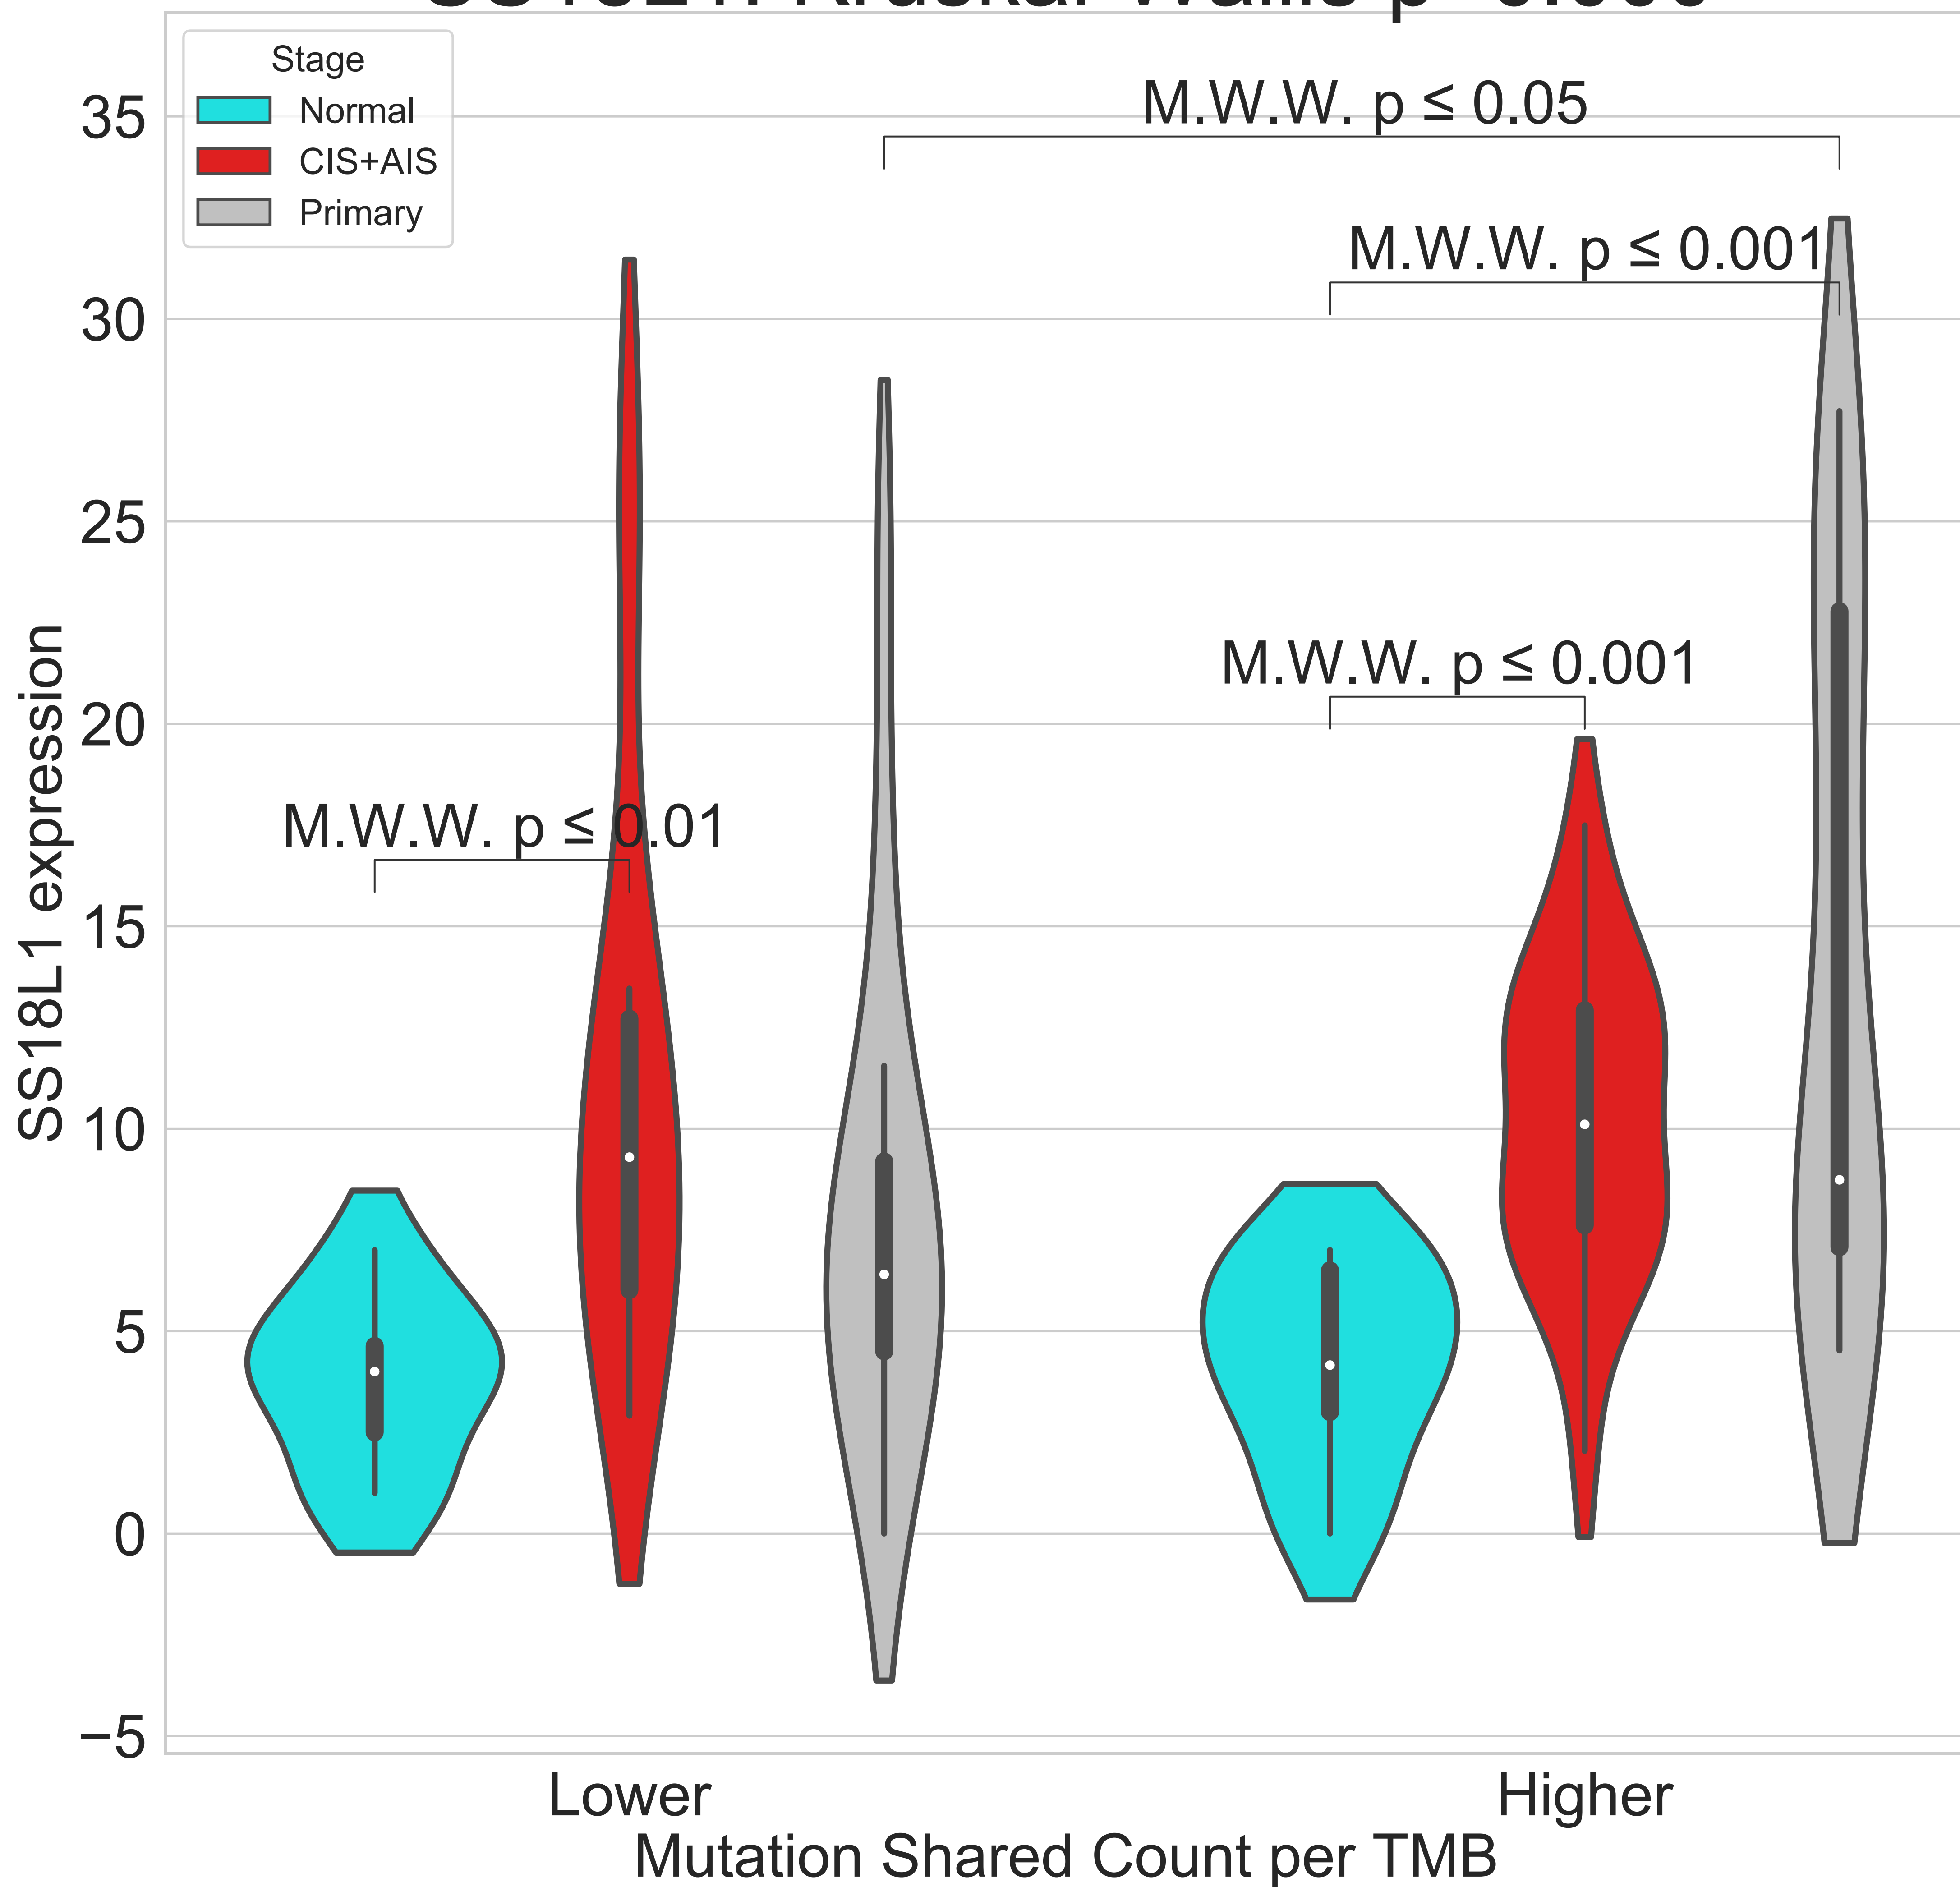 Stage
Normal
CIS+AIS
Primary
M.W.W. p ≤ 0.05
M.W.W. p ≤ 0.001
M.W.W. p ≤ 0.001
M.W.W. p ≤ 0.01
35
30
25
20
15
10
5
0
−5
SS18L1 expression
Lower
Higher
Mutation Shared Count per TMB